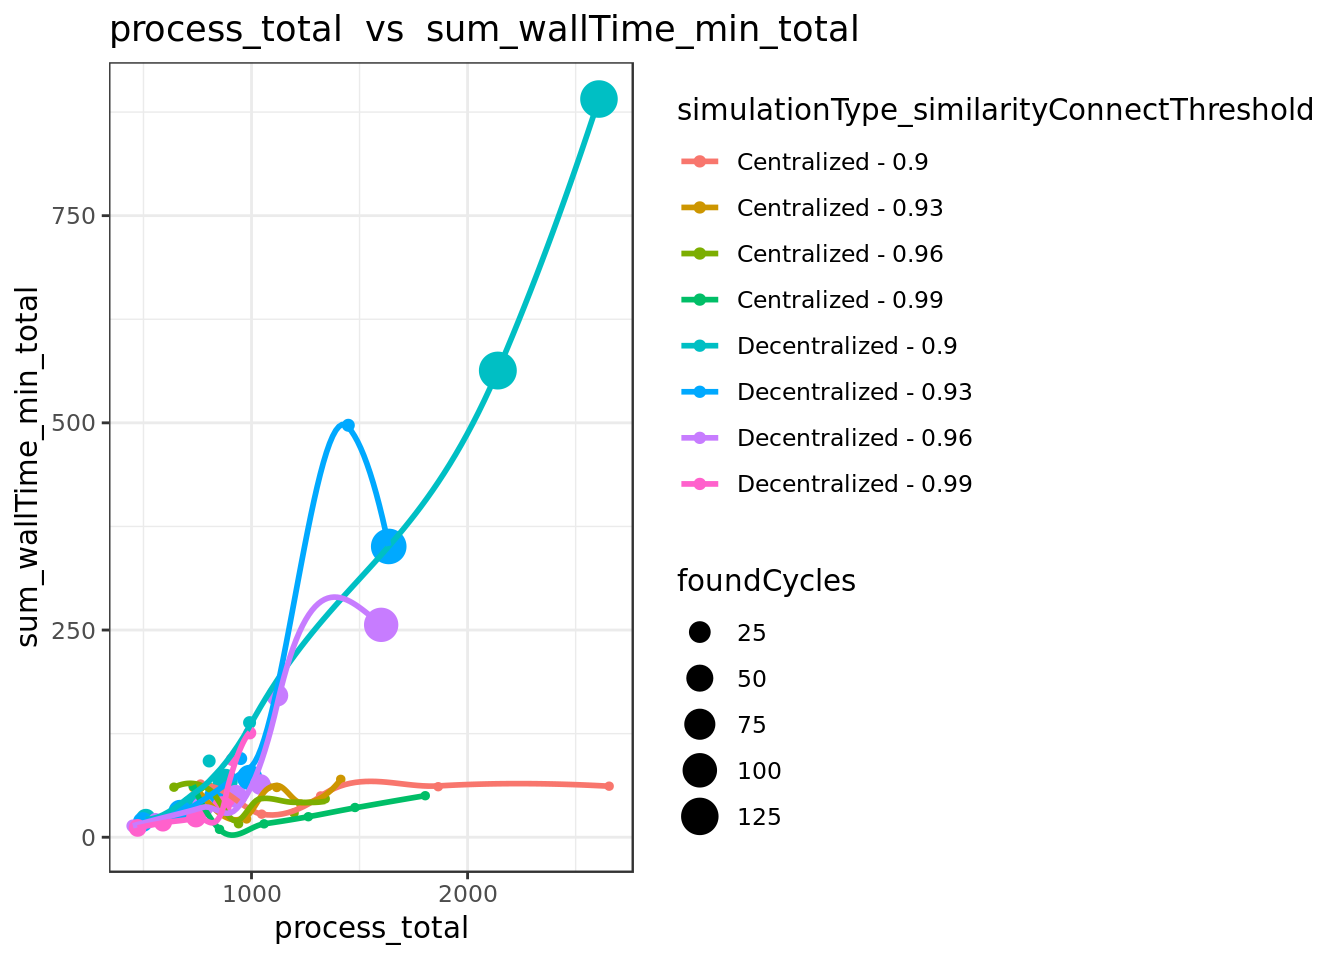 process_total  vs  sum_wallTime_min_total
sum_wallTime_min_total
750
500
250
0
1000
2000
process_total
simulationType_similarityConnectThreshold
Centralized - 0.9
Centralized - 0.93
Centralized - 0.96
Centralized - 0.99
Decentralized - 0.9
Decentralized - 0.93
Decentralized - 0.96
Decentralized - 0.99
foundCycles
25
50
75
100
125